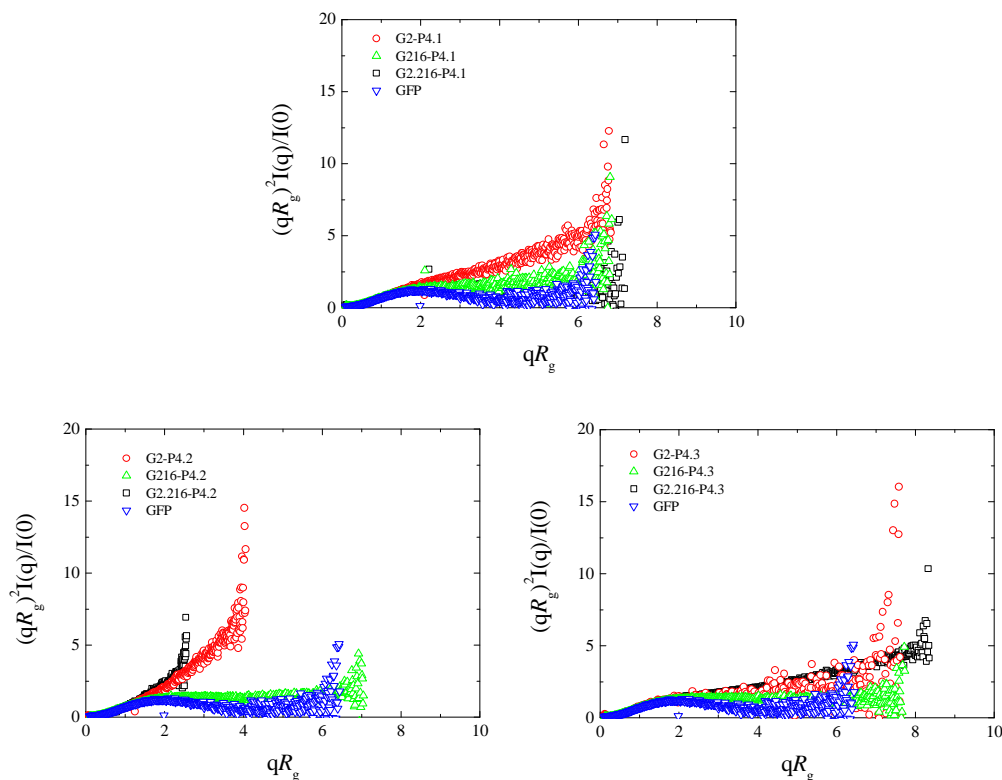 20
15
10
5
0
(qRg)2I(q)/I(0)
G2-P4.1
G216-P4.1
G2.216-P4.1
GFP
0 2 4 6 8 10
qRg
20
15
10
5
0
(qRg)2I(q)/I(0)
G2-P4.2
G216-P4.2
G2.216-P4.2
GFP
0 2 4 6 8 10
qRg
20
15
10
5
0
(qRg)2I(q)/I(0)
G2-P4.3
G216-P4.3
G2.216-P4.3
GFP
0 2 4 6 8 10
qRg